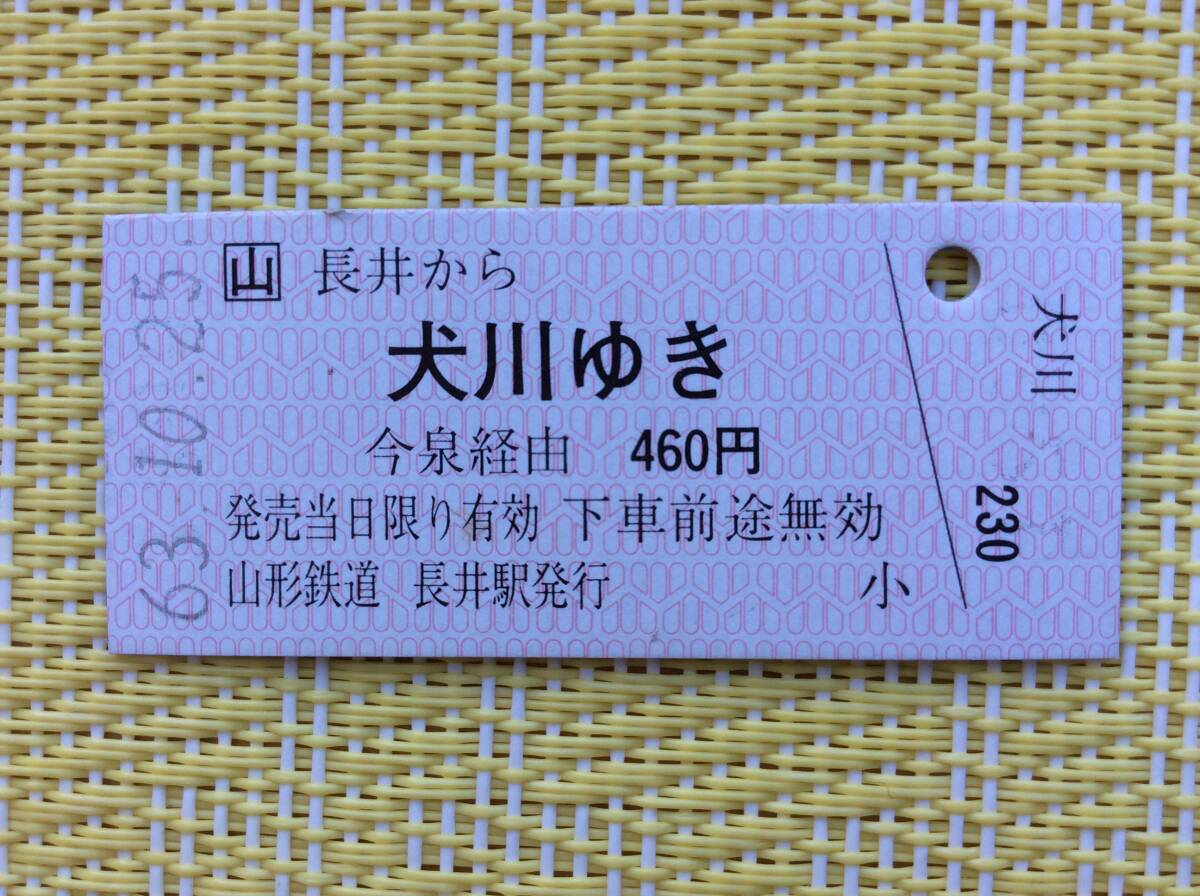 山 長井から
犬川ゆき
今泉経由 460円
発売当日限り有効 下車前途無効
山形鉄道 長井駅発行 小
63.10.25.
犬川
230